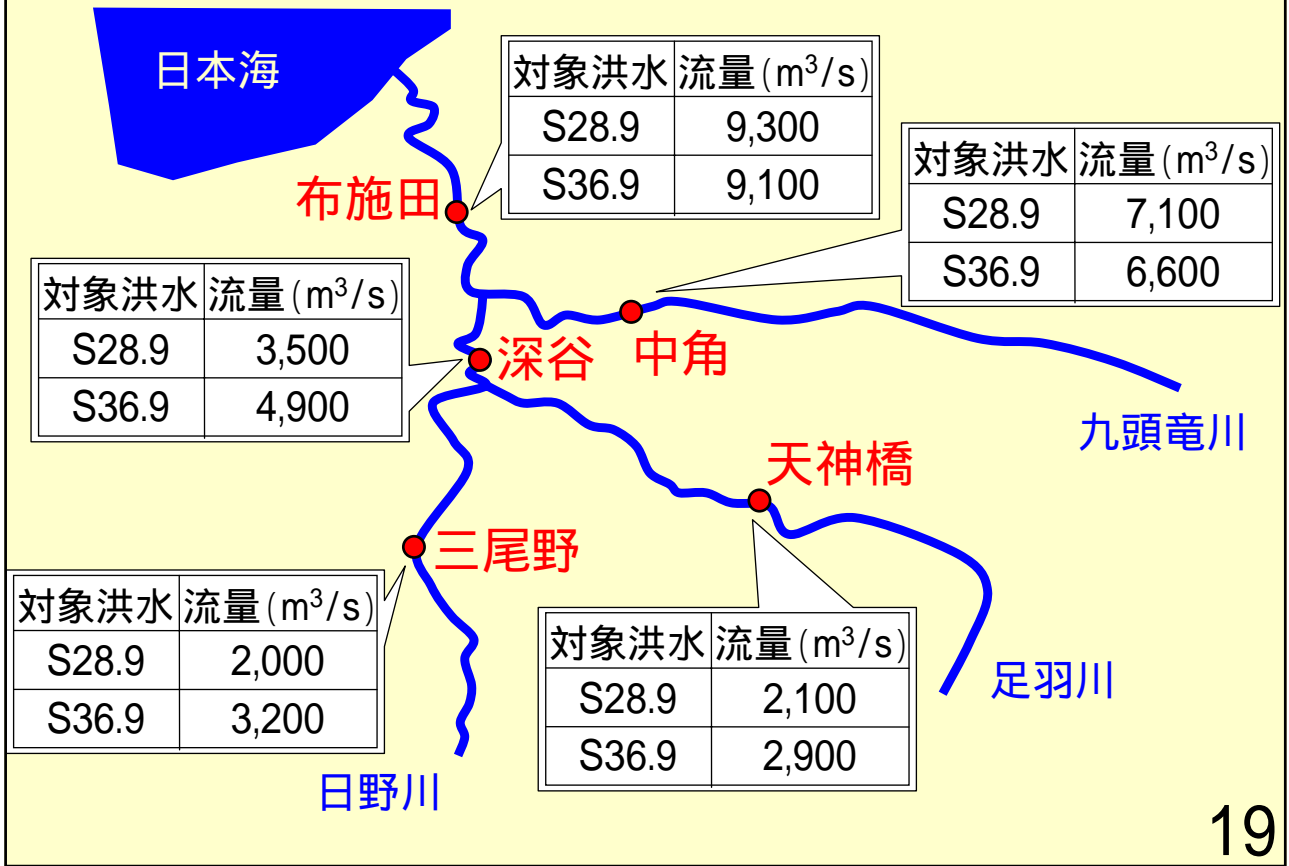 日本海
対象洪水 流量(m³/s)
S28.9 9,300
S36.9 9,100
布施田
対象洪水 流量(m³/s)
S28.9 7,100
S36.9 6,600
対象洪水 流量(m³/s)
S28.9 3,500
S36.9 4,900
深谷
中角
九頭竜川
天神橋
三尾野
対象洪水 流量(m³/s)
S28.9 2,000
S36.9 3,200
対象洪水 流量(m³/s)
S28.9 2,100
S36.9 2,900
足羽川
日野川
19